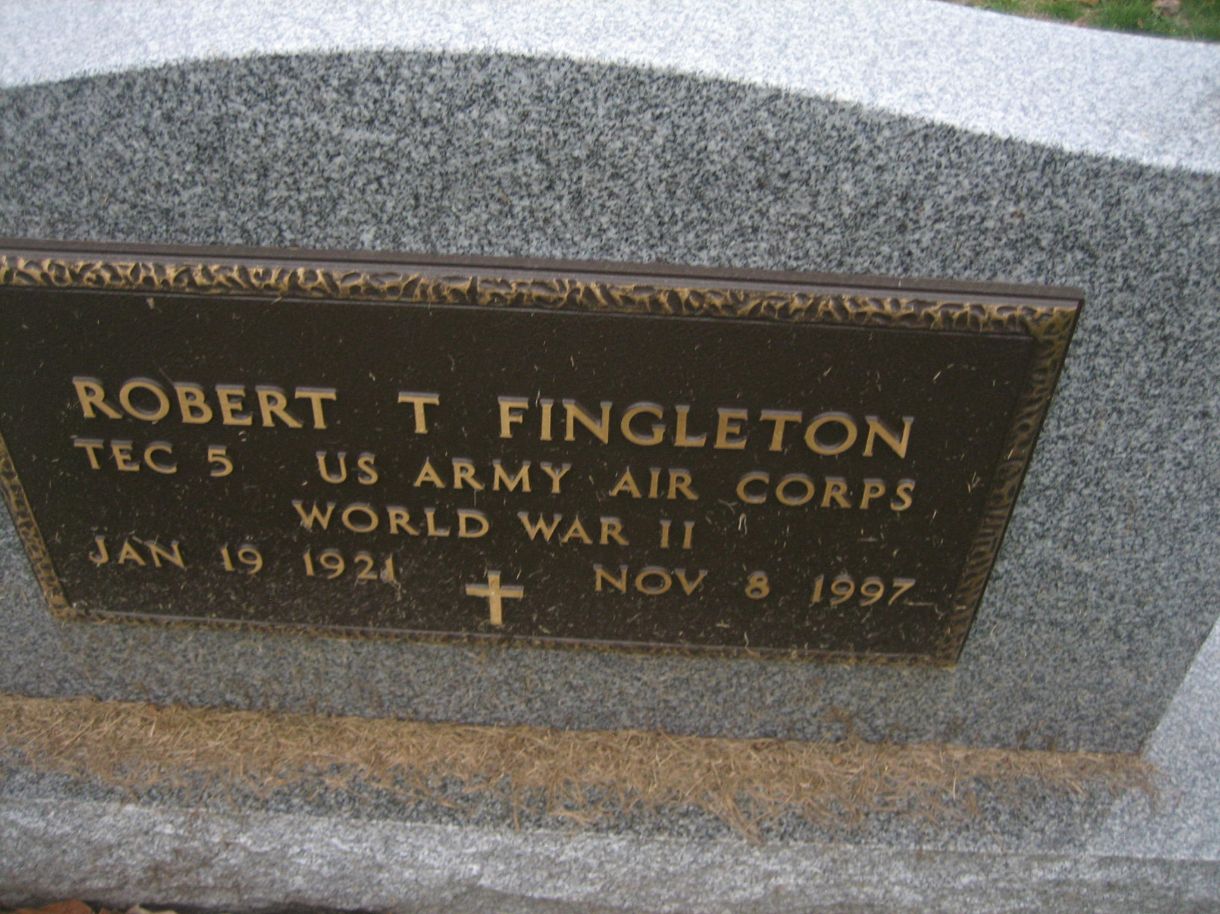 ROBERT T FINGLETON
TEC 5 US ARMY AIR CORPS
WORLD WAR II
JAN 19 1921 NOV 8 1997